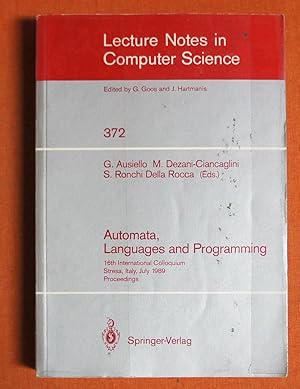 Lecture Notes in
Computer Science
Edited by G. Goos and J. Hartmanis
372
G. Ausiello M. Dezani-Ciancaglini
S. Ronchi Della Rocca (Eds.)
Automata,
Languages and Programming
16th International Colloquium
Stresa, Italy, July 1989
Proceedings
Springer-Verlag